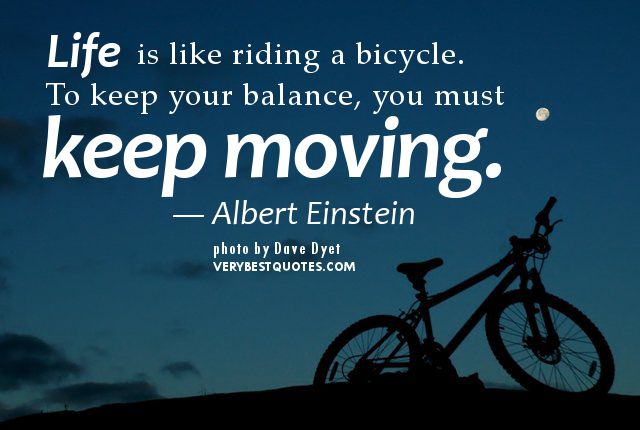 Life is like riding a bicycle.
To keep your balance, you must
keep moving.
— Albert Einstein
photo by Dave Dyet
VERYBESTQUOTES.COM